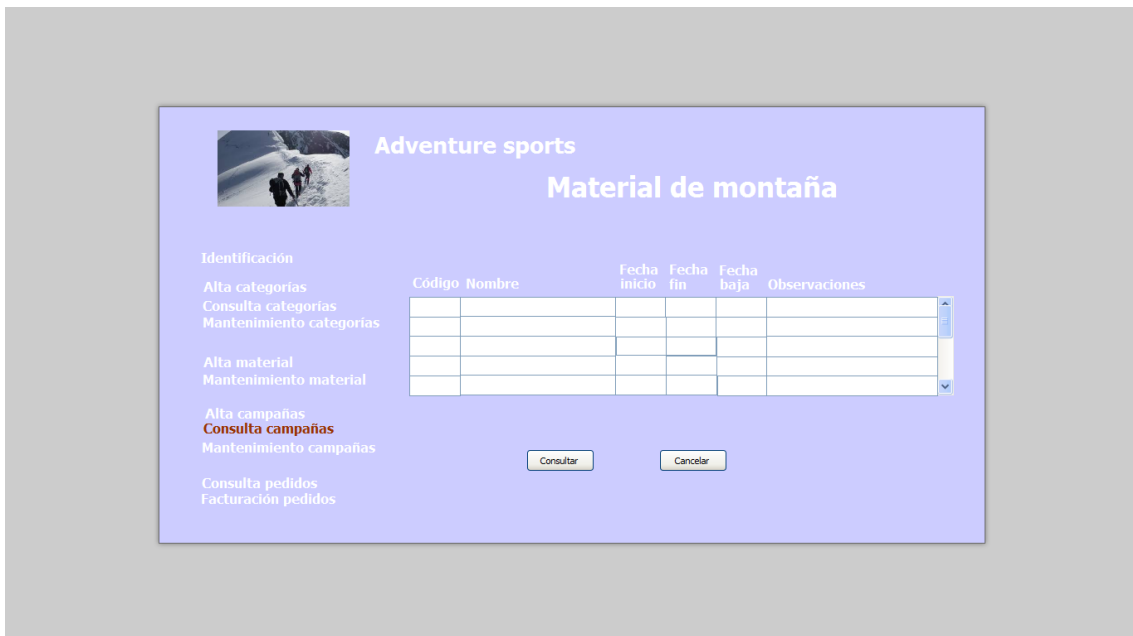 Adventure sports
Material de montaña
Identificación
Alta categorías
Consulta categorías
Mantenimiento categorías
Alta material
Mantenimiento material
Alta campañas
Consulta campañas
Mantenimiento campañas
Consulta pedidos
Facturación pedidos
Código Nombre Fecha inicio Fecha fin Fecha baja Observaciones
Consultar Cancelar